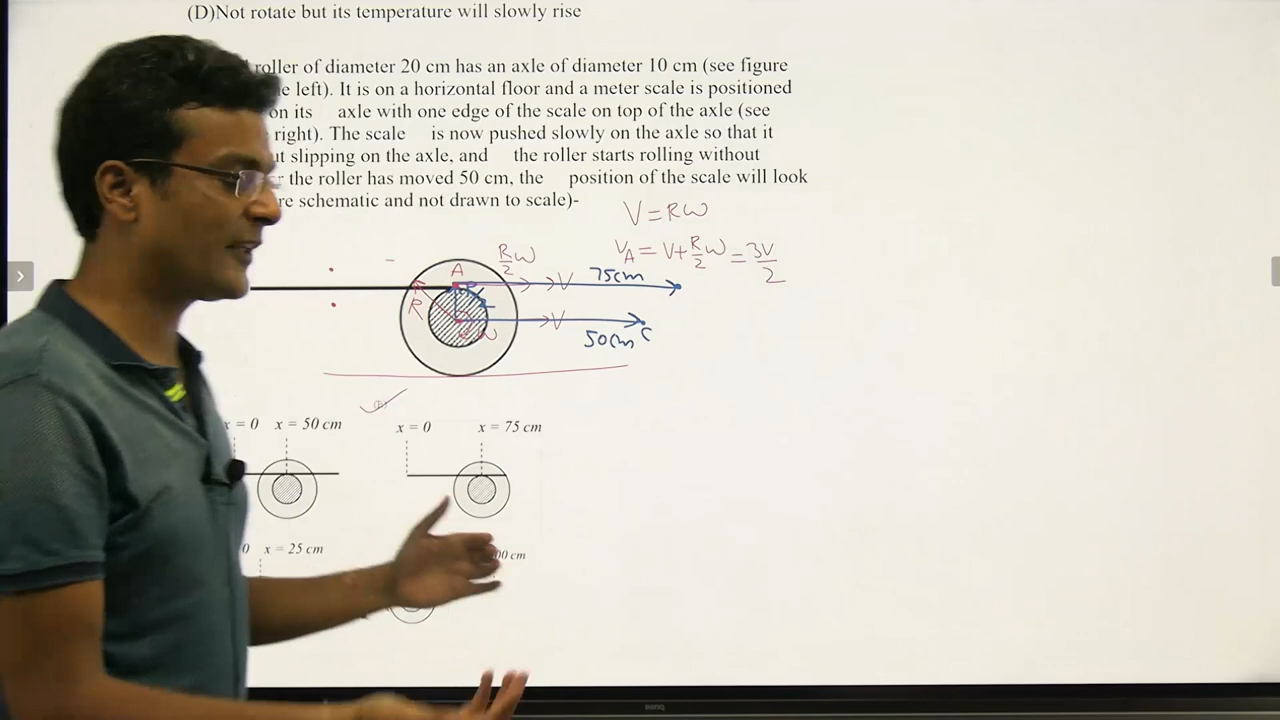 (D)Not rotate but its temperature will slowly rise
roller of diameter 20 cm has an axle of diameter 10 cm (see figure
left). It is on a horizontal floor and a meter scale is positioned
on its axle with one edge of the scale on top of the axle (see
right). The scale is now pushed slowly on the axle so that it
slipping on the axle, and the roller starts rolling without
the roller has moved 50 cm, the position of the scale will look
schematic and not drawn to scale)-
V = Rω
V_A = V + R/2 ω = 3V/2
R/2 ω
A
V
75cm
R
ω
V
50cm
x = 0 x = 50 cm
x = 0 x = 75 cm
0 x = 25 cm
00 cm
BenQ